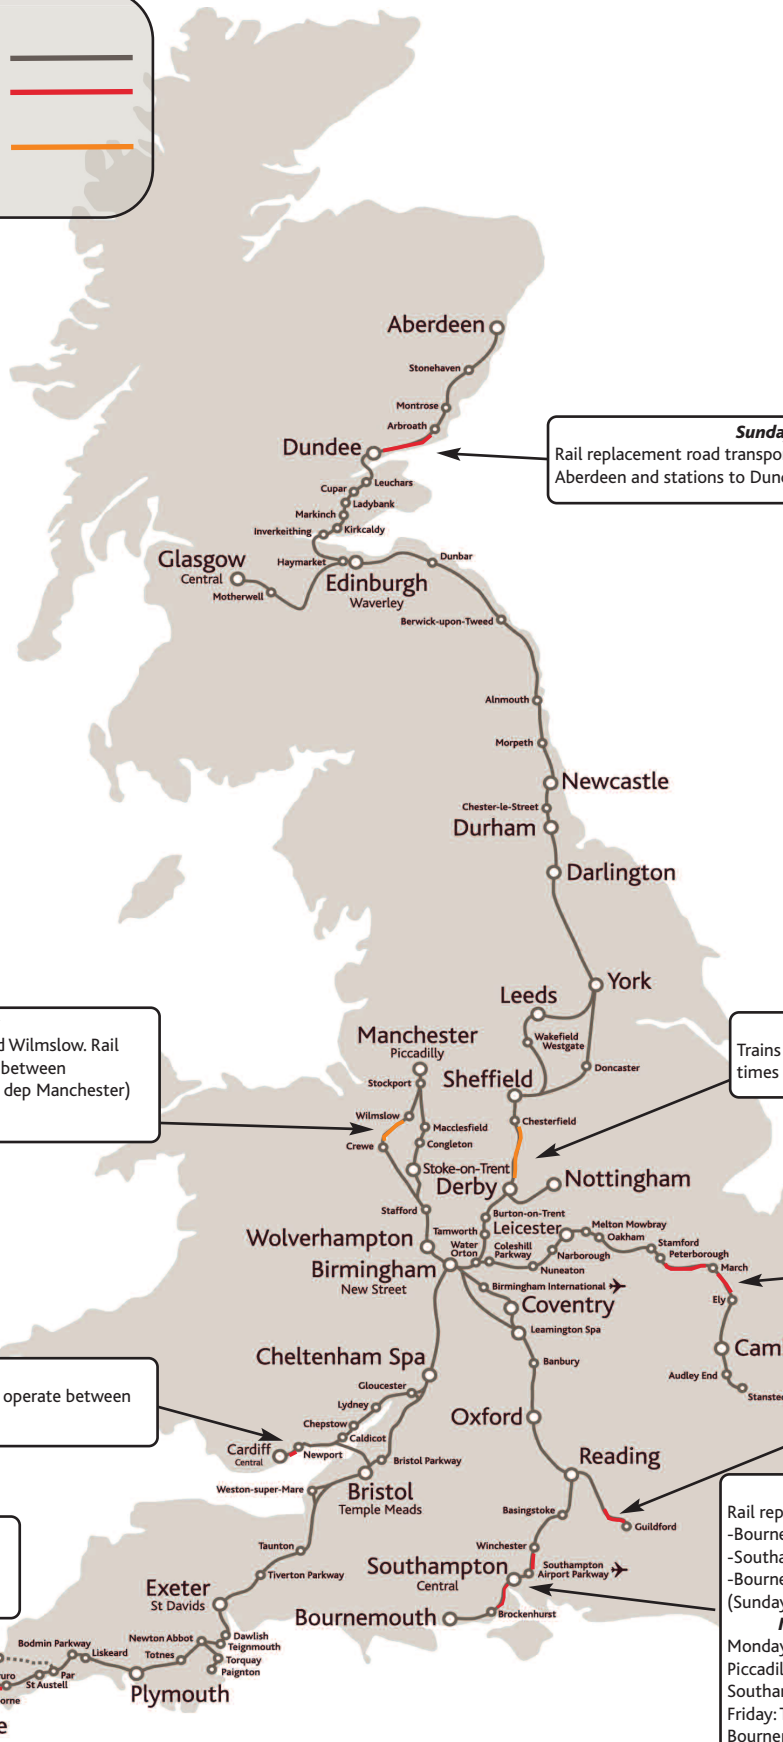 Aberdeen
Stonehaven
Montrose
Arbroath
Dundee
Sunda
Rail replacement road transpo
Aberdeen and stations to Dun
Leuchars
Cupar
Ladybank
Markinch
Kirkcaldy
Inverkeithing
Glasgow
Central
Haymarket
Dunbar
Edinburgh
Waverley
Motherwell
Berwick-upon-Tweed
Alnmouth
Morpeth
Newcastle
Chester-le-Street
Durham
Darlington
York
Leeds
d Wilmslow. Rail
between
dep Manchester)
Manchester
Piccadilly
Wakefield
Westgate
Trains
times
Doncaster
Stockport
Sheffield
Wilmslow
Chesterfield
Macclesfield
Crewe
Congleton
Stoke-on-Trent
Derby
Nottingham
Stafford
Burton-on-Trent
Tamworth
Leicester
Melton Mowbray
Oakham
Stamford
Peterborough
March
Wolverhampton
Water
Orton
Coleshill
Parkway
Narborough
Nuneaton
Birmingham
New Street
Birmingham International
Ely
Coventry
Leamington Spa
Cam
Cheltenham Spa
Banbury
Audley End
Stanste
Gloucester
operate between
Lydney
Chepstow
Oxford
Caldicot
Cardiff
Central
Newport
Bristol Parkway
Reading
Weston-super-Mare
Bristol
Temple Meads
Basingstoke
Guildford
Rail rep
-Bourne
-Southa
-Bourne
(Sunday
Monday
Piccadil
Southar
Friday: T
Bourne
Taunton
Winchester
Tiverton Parkway
Southampton
Central
Southampton
Airport Parkway
Exeter
St Davids
Bournemouth
Brockenhurst
Dawlish
Teignmouth
Newton Abbot
Totnes
Torquay
Paignton
Bodmin Parkway
Liskeard
uro
Par
St Austell
orne
Plymouth
e